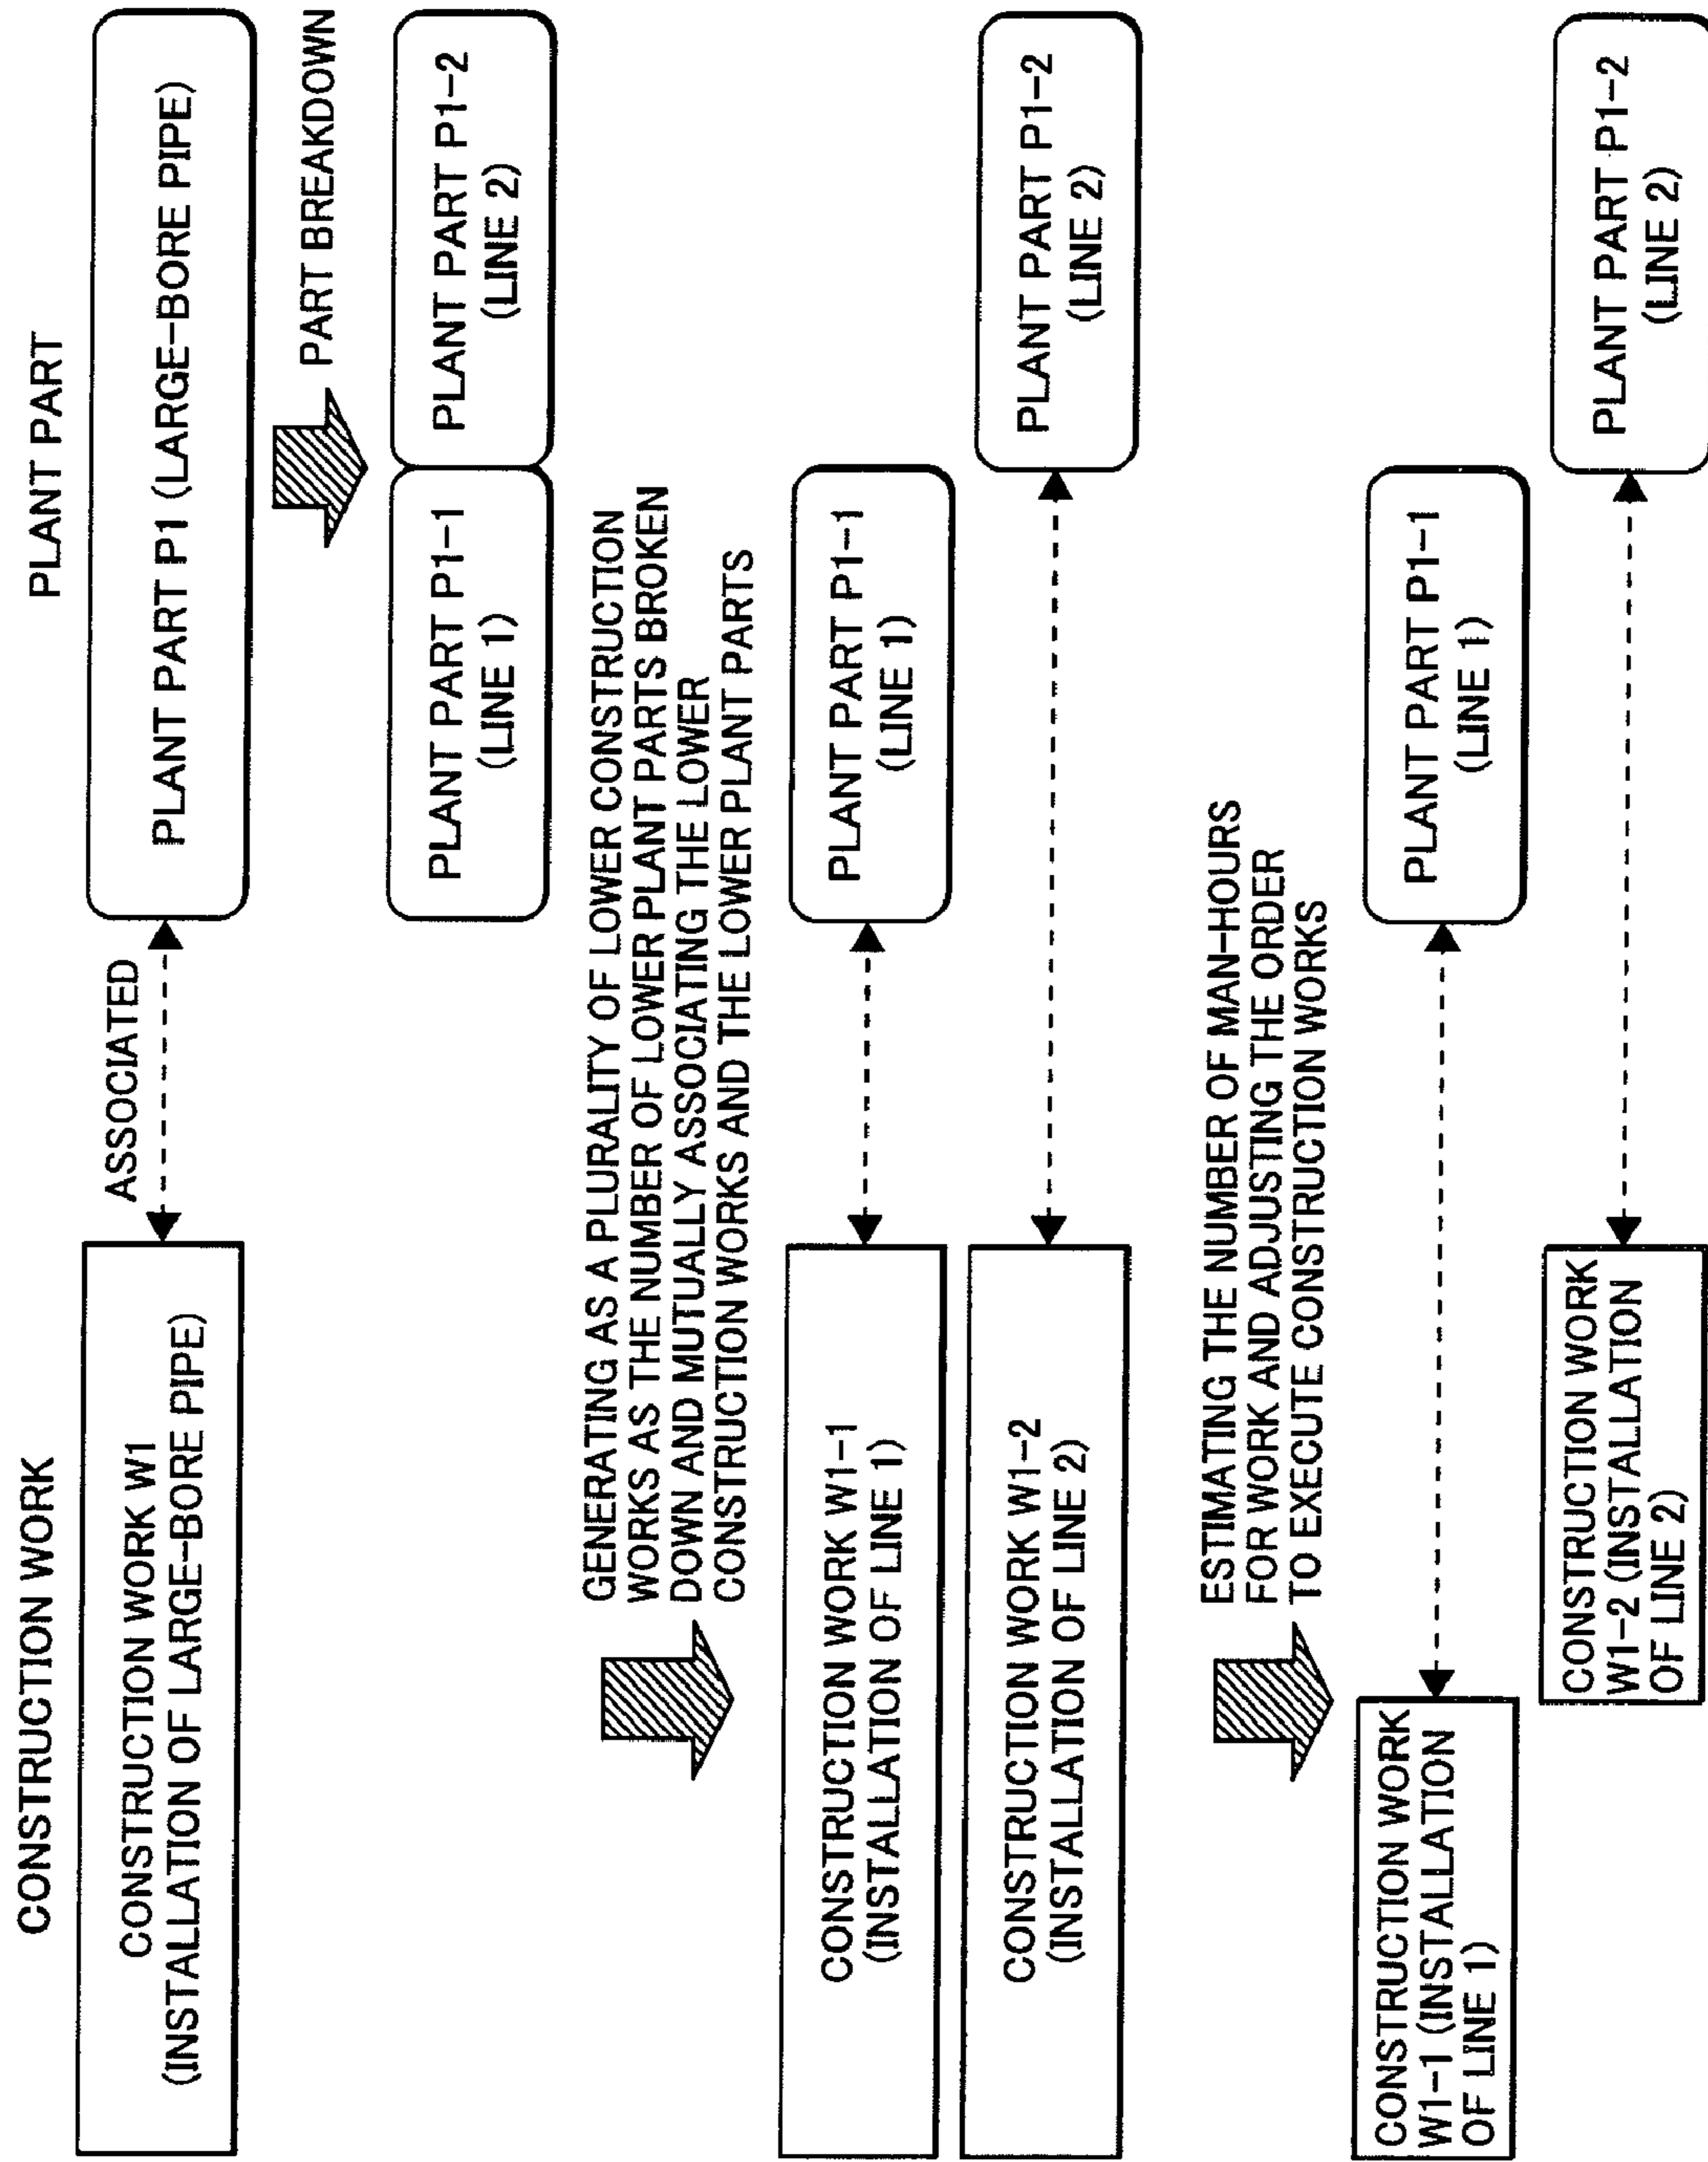 CONSTRUCTION WORK
PLANT PART
CONSTRUCTION WORK W1
(INSTALLATION OF LARGE-BORE PIPE)
ASSOCIATED
PLANT PART P1 (LARGE-BORE PIPE)
PART BREAKDOWN
PLANT PART P1-1
(LINE 1)
PLANT PART P1-2
(LINE 2)
GENERATING AS A PLURALITY OF LOWER CONSTRUCTION
WORKS AS THE NUMBER OF LOWER PLANT PARTS BROKEN
DOWN AND MUTUALLY ASSOCIATING THE LOWER
CONSTRUCTION WORKS AND THE LOWER PLANT PARTS
CONSTRUCTION WORK W1-1
(INSTALLATION OF LINE 1)
PLANT PART P1-1
(LINE 1)
CONSTRUCTION WORK W1-2
(INSTALLATION OF LINE 2)
PLANT PART P1-2
(LINE 2)
ESTIMATING THE NUMBER OF MAN-HOURS
FOR WORK AND ADJUSTING THE ORDER
TO EXECUTE CONSTRUCTION WORKS
CONSTRUCTION WORK
W1-1 (INSTALLATION
OF LINE 1)
PLANT PART P1-1
(LINE 1)
CONSTRUCTION WORK
W1-2 (INSTALLATION
OF LINE 2)
PLANT PART P1-2
(LINE 2)